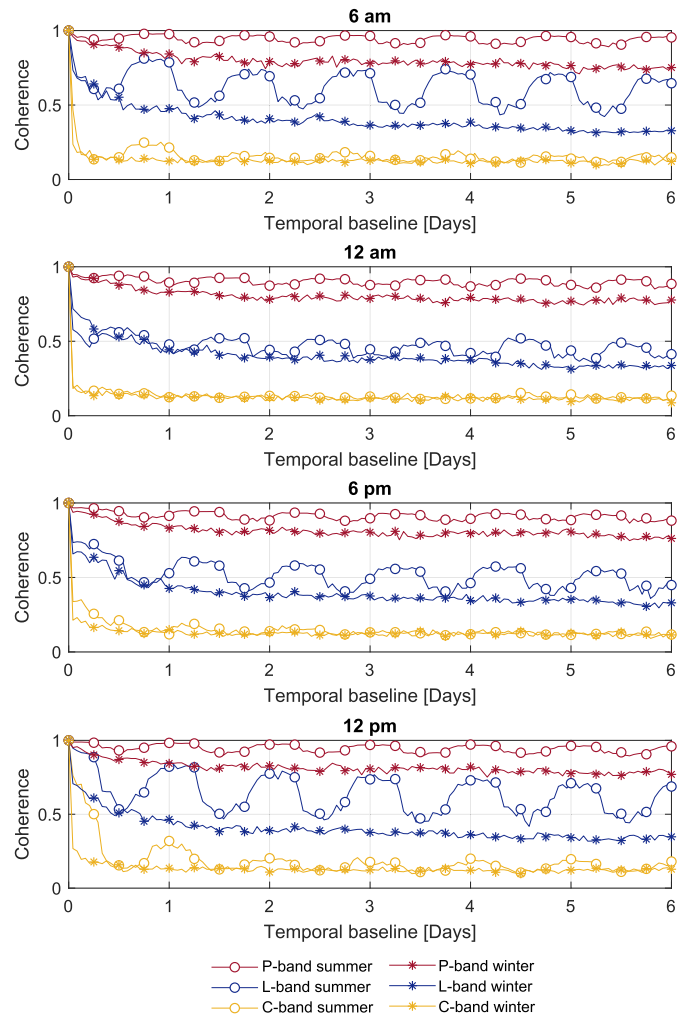 6 am
1
0.5
0
Coherence
0 1 2 3 4 5 6
Temporal baseline [Days]
12 am
1
0.5
0
Coherence
0 1 2 3 4 5 6
Temporal baseline [Days]
6 pm
1
0.5
0
Coherence
0 1 2 3 4 5 6
Temporal baseline [Days]
12 pm
1
0.5
0
Coherence
0 1 2 3 4 5 6
Temporal baseline [Days]
P-band summer P-band winter
L-band summer L-band winter
C-band summer C-band winter